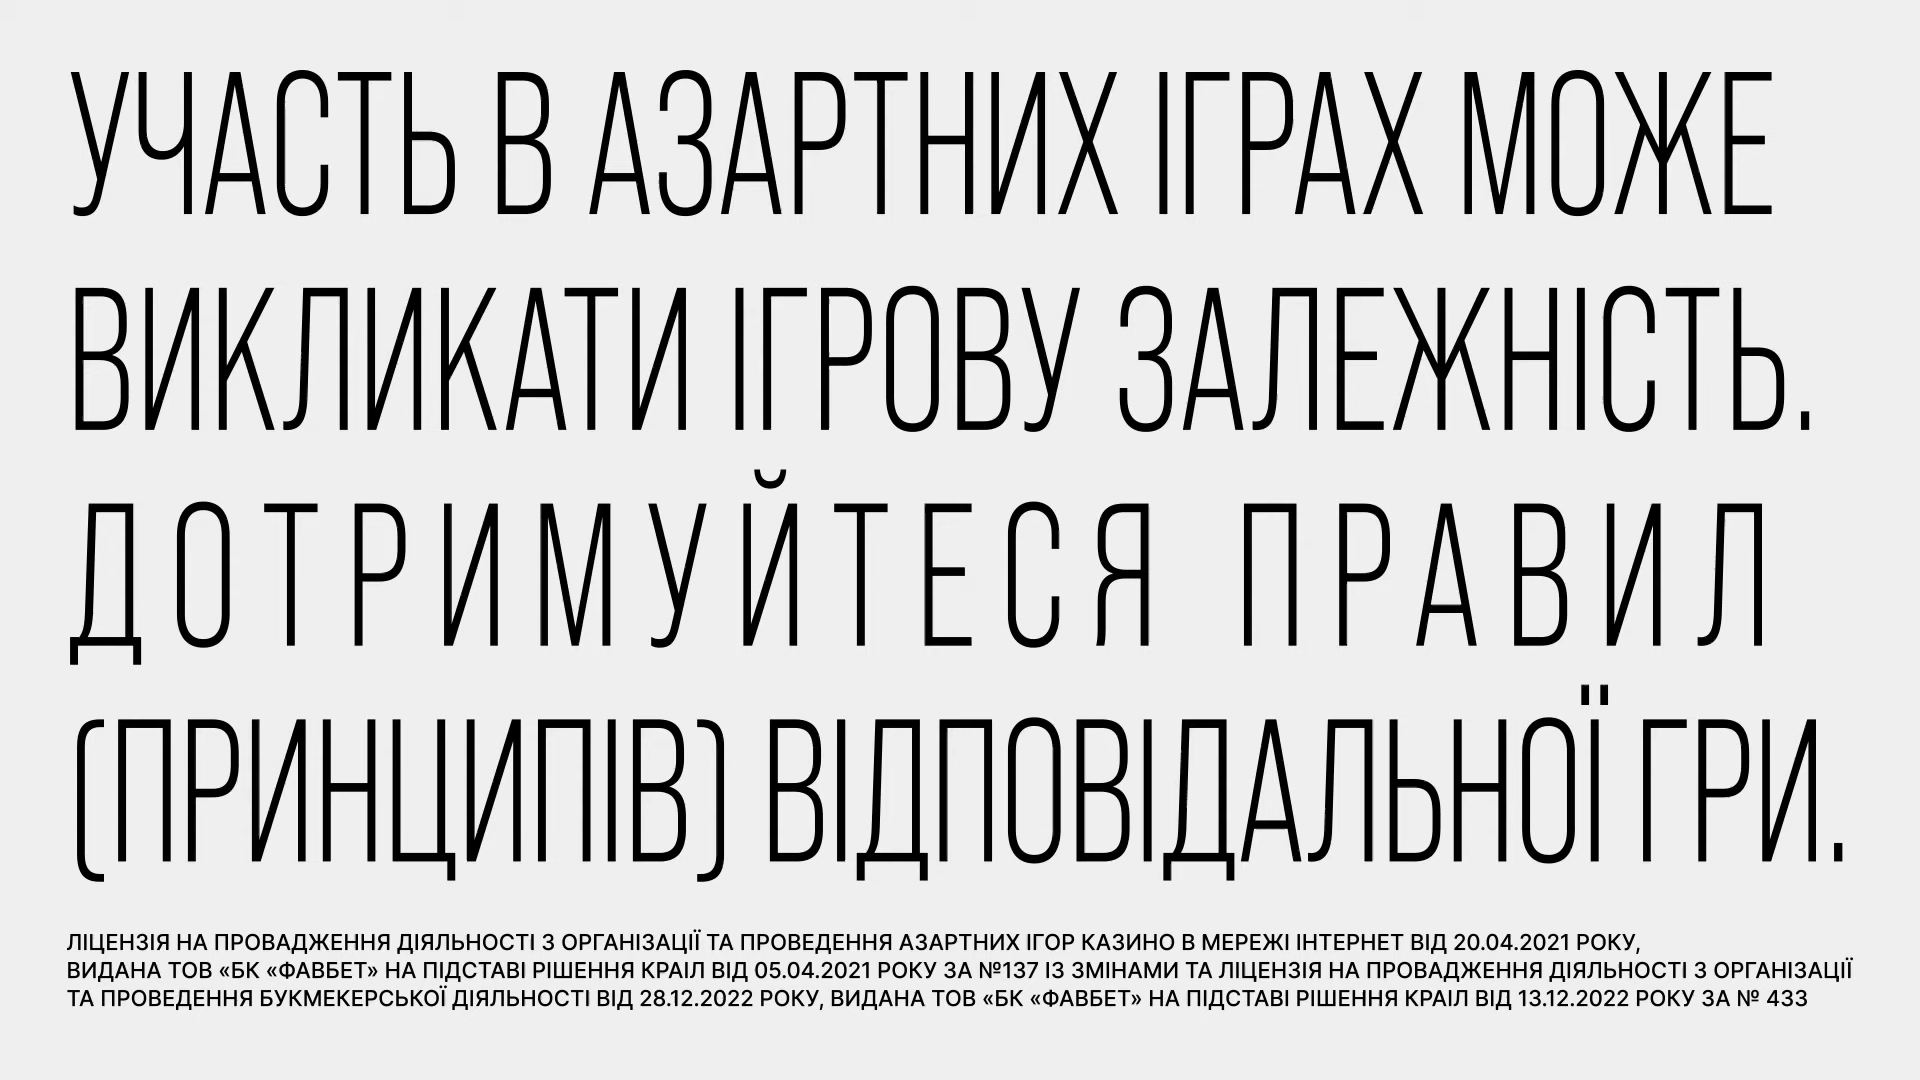 УЧАСТЬ В АЗАРТНИХ ІГРАХ МОЖЕ
ВИКЛИКАТИ ІГРОВУ ЗАЛЕЖНІСТЬ.
ДОТРИМУЙТЕСЯ ПРАВИЛ
(ПРИНЦИПІВ) ВІДПОВІДАЛЬНОЇ ГРИ.
ЛІЦЕНЗІЯ НА ПРОВАДЖЕННЯ ДІЯЛЬНОСТІ З ОРГАНІЗАЦІЇ ТА ПРОВЕДЕННЯ АЗАРТНИХ ІГОР КАЗИНО В МЕРЕЖІ ІНТЕРНЕТ ВІД 20.04.2021 РОКУ,
ВИДАНА ТОВ «БК «ФАВБЕТ» НА ПІДСТАВІ РІШЕННЯ КРАІЛ ВІД 05.04.2021 РОКУ ЗА №137 ІЗ ЗМІНАМИ ТА ЛІЦЕНЗІЯ НА ПРОВАДЖЕННЯ ДІЯЛЬНОСТІ З ОРГАНІЗАЦІЇ
ТА ПРОВЕДЕННЯ БУКМЕКЕРСЬКОЇ ДІЯЛЬНОСТІ ВІД 28.12.2022 РОКУ, ВИДАНА ТОВ «БК «ФАВБЕТ» НА ПІДСТАВІ РІШЕННЯ КРАІЛ ВІД 13.12.2022 РОКУ ЗА № 433